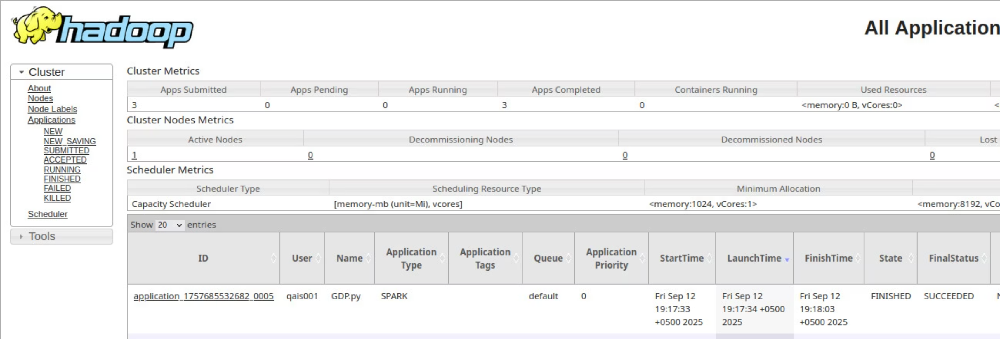 hadoop
All Application
Cluster
About
Nodes
Node Labels
Applications
NEW
NEW_SAVING
SUBMITTED
ACCEPTED
RUNNING
FINISHED
FAILED
KILLED
Scheduler
Tools
Cluster Metrics
Apps Submitted Apps Pending Apps Running Apps Completed Containers Running Used Resources
3 0 0 3 0 <memory:0 B, vCores:0> <
Cluster Nodes Metrics
Active Nodes Decommissioning Nodes Decommissioned Nodes Lost
1 0 0 0
Scheduler Metrics
Scheduler Type Scheduling Resource Type Minimum Allocation
Capacity Scheduler [memory-mb (unit=Mi), vcores] <memory:1024, vCores:1> <memory:8192, vCo
Show 20 entries
ID User Name Application Type Application Tags Queue Application Priority StartTime LaunchTime FinishTime State FinalStatus
application_1757685532682_0005 qais001 GDP.py SPARK default 0 Fri Sep 12 Fri Sep 12 Fri Sep 12 FINISHED SUCCEEDED N
19:17:33 19:17:34 +0500 19:18:03
+0500 2025 2025 +0500 2025